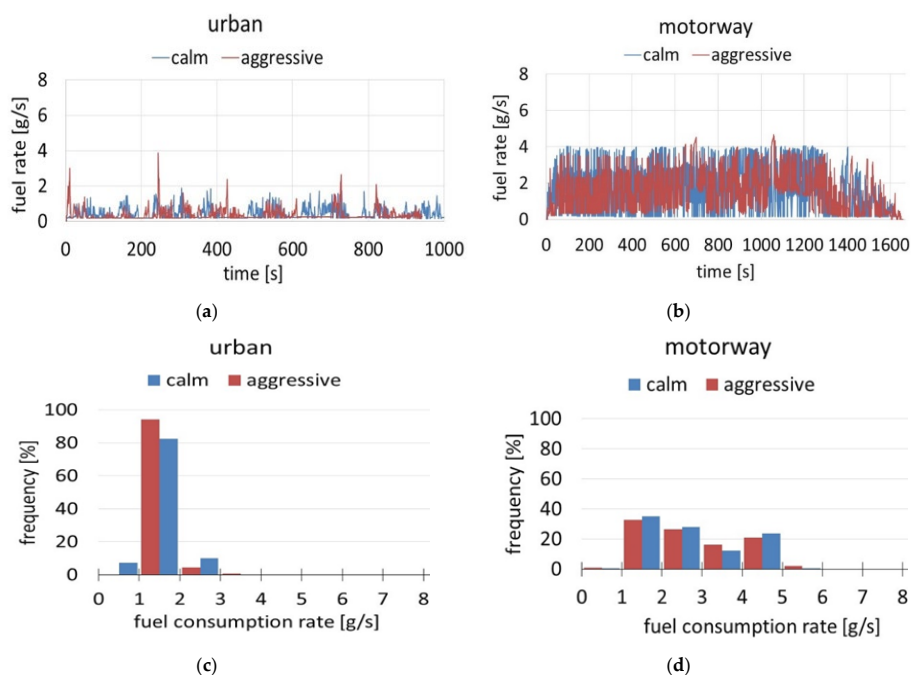 urban
calm aggressive
8
6
4
2
0
fuel rate [g/s]
0 200 400 600 800 1000
time [s]
(a)
motorway
calm aggressive
8
6
4
2
0
fuel rate [g/s]
0 200 400 600 800 1000 1200 1400 1600
time [s]
(b)
urban
calm aggressive
100
80
60
40
20
0
frequency [%]
0 1 2 3 4 5 6 7 8
fuel consumption rate [g/s]
(c)
motorway
calm aggressive
100
80
60
40
20
0
frequency [%]
0 1 2 3 4 5 6 7 8
fuel consumption rate [g/s]
(d)